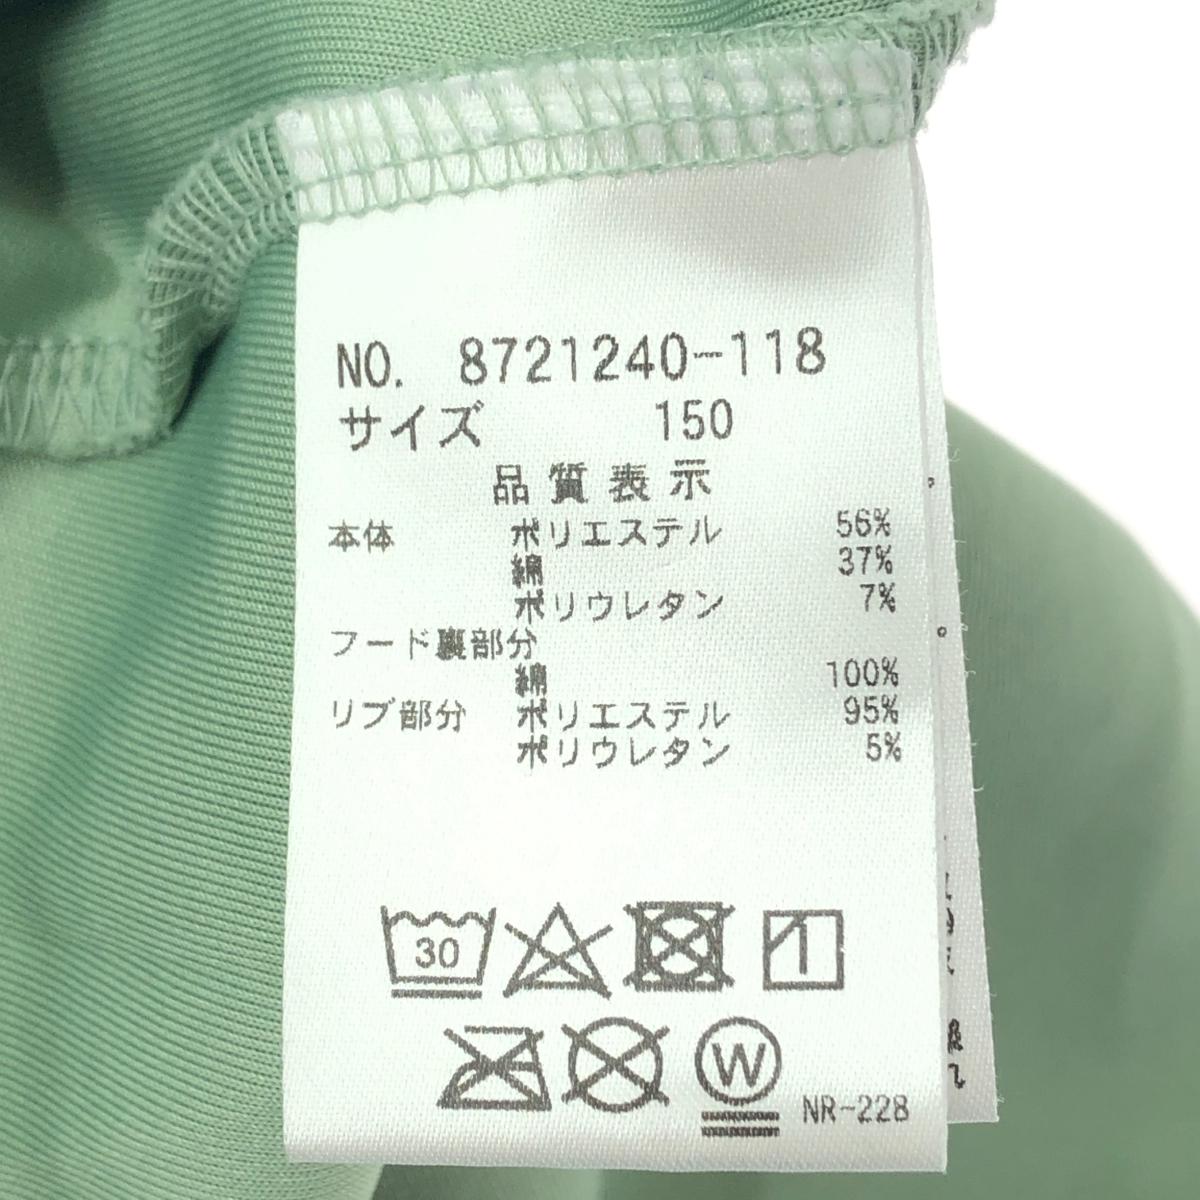 NO. 8721240-118
サイズ 150
品質表示
本体 ポリエステル 56%
綿 37%
ポリウレタン 7%
フード裏部分
綿 100%
リブ部分 ポリエステル 95%
ポリウレタン 5%
30
W
NR-228